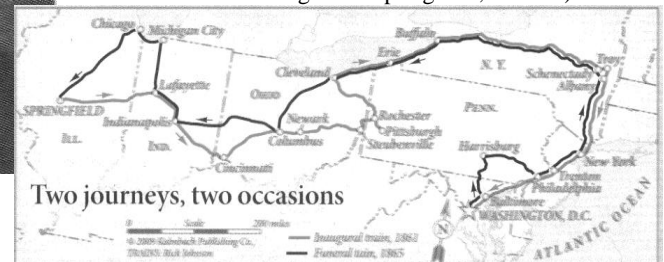 Chicago
Michigan City
Buffalo
Erie
N. Y.
Troy
Schenectady
Albany
Cleveland
Lafayette
OHIO
PENN.
SPRINGFIELD
Rochester
Newark
Pittsburgh
Indianapolis
Columbus
Steubenville
Harrisburg
New York
ILL.
IND.
Cincinnati
Trenton
Philadelphia
Two journeys, two occasions
Baltimore
WASHINGTON, D.C.
ATLANTIC OCEAN
0 Scale 200 miles
© 2009 Kalmbach Publishing Co.,
TRAINS: Rick Johnson
Inaugural train, 1861
Funeral train, 1865
N